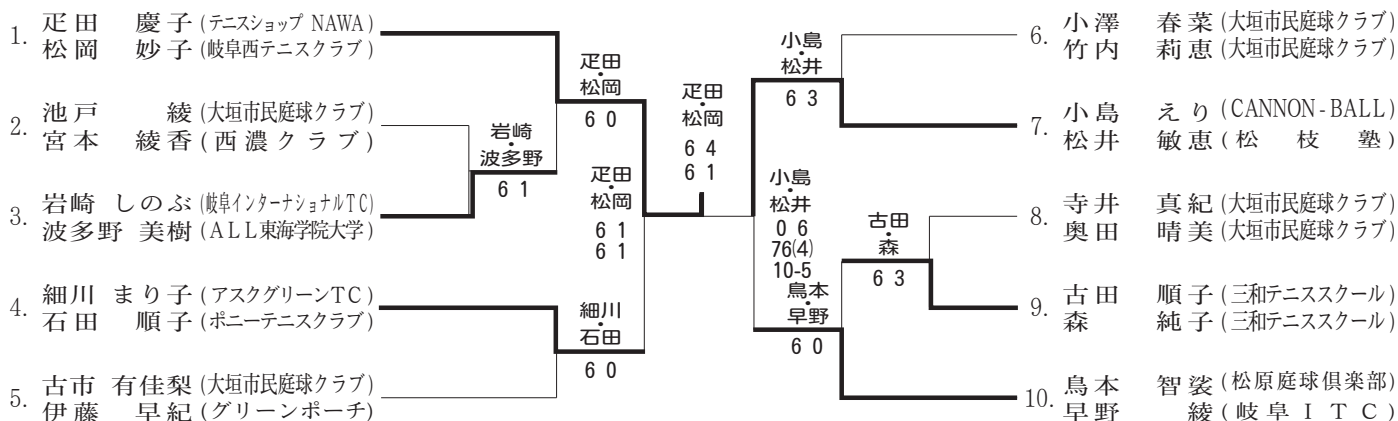 1. 疋田 慶子 (テニスショップ NAWA)
松岡 妙子 (岐阜西テニスクラブ)
2. 池戸 綾 (大垣市民庭球クラブ)
宮本 綾香 (西濃クラブ)
3. 岩崎 しのぶ (岐阜インターナショナルTC)
波多野 美樹 (ALL東海学院大学)
4. 細川 まり子 (アスクグリーンTC)
石田 順子 (ポニーテニスクラブ)
5. 古市 有佳梨 (大垣市民庭球クラブ)
伊藤 早紀 (グリーンポーチ)
岩崎・
波多野
6 1
疋田・
松岡
6 0
細川・
石田
6 0
疋田・
松岡
6 1
6 1
疋田・
松岡
6 4
6 1
小島・
松井
6 3
小島・
松井
0 6
76(4)
10-5
鳥本・
早野
6 0
古田・
森
6 3
6. 小澤 春菜 (大垣市民庭球クラブ)
竹内 莉恵 (大垣市民庭球クラブ)
7. 小島 えり (CANNON-BALL)
松井 敏恵 (松枝塾)
8. 寺井 真紀 (大垣市民庭球クラブ)
奥田 晴美 (大垣市民庭球クラブ)
9. 古田 順子 (三和テニススクール)
森 純子 (三和テニススクール)
10. 鳥本 智裟 (松原庭球倶楽部)
早野 綾 (岐阜ITC)